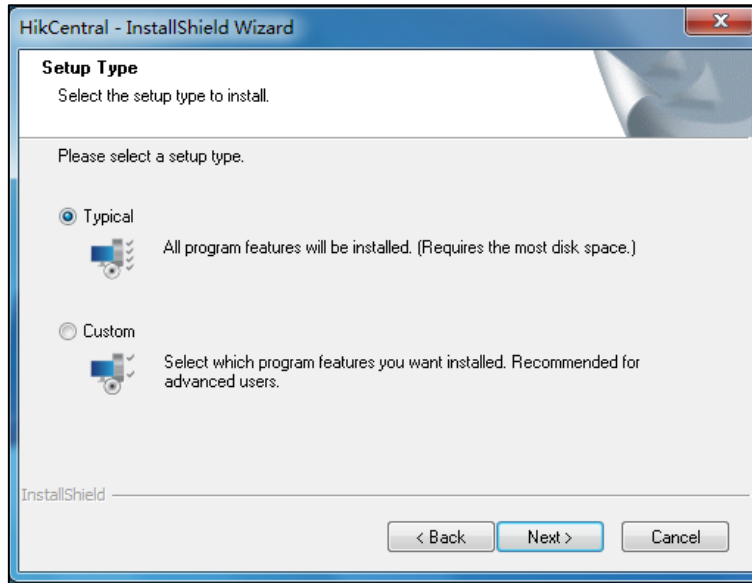 HikCentral - InstallShield Wizard
Setup Type
Select the setup type to install.
Please select a setup type.
Typical
All program features will be installed. (Requires the most disk space.)
Custom
Select which program features you want installed. Recommended for
advanced users.
InstallShield
< Back
Next >
Cancel